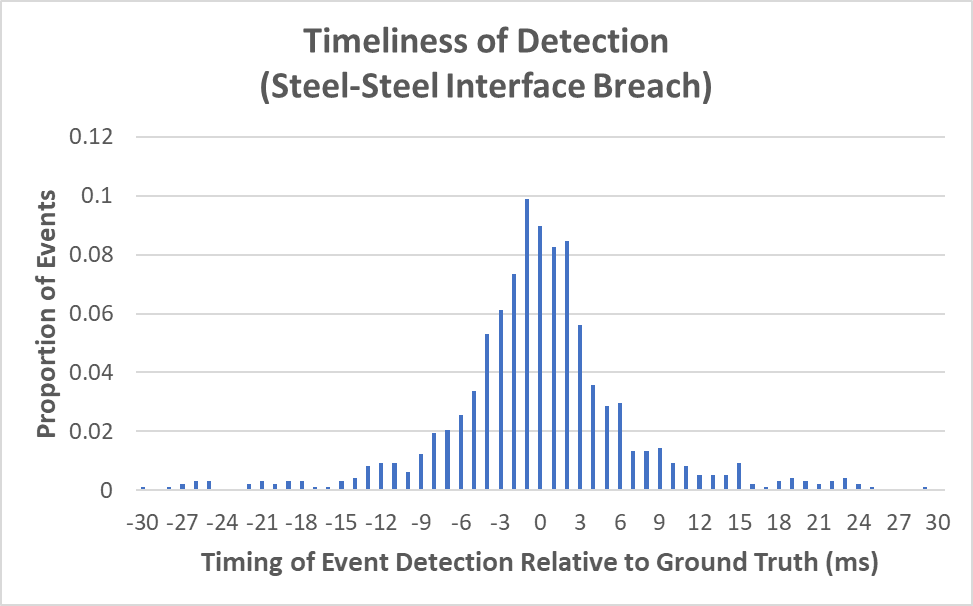 Timeliness of Detection
(Steel-Steel Interface Breach)
0.12
0.1
0.08
0.06
0.04
0.02
0
Proportion of Events
-30 -27 -24 -21 -18 -15 -12 -9 -6 -3 0 3 6 9 12 15 18 21 24 27 30
Timing of Event Detection Relative to Ground Truth (ms)